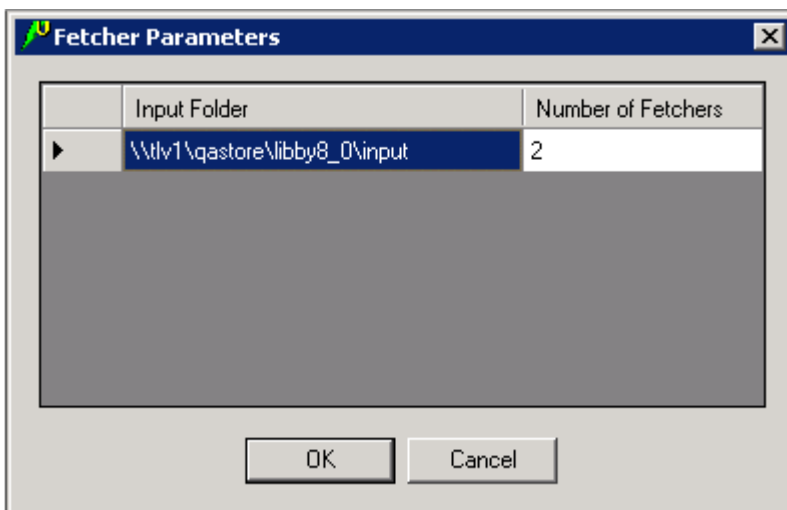 Fetcher Parameters
Input Folder Number of Fetchers
\\tlv1\qastore\libby8_0\input 2
OK Cancel